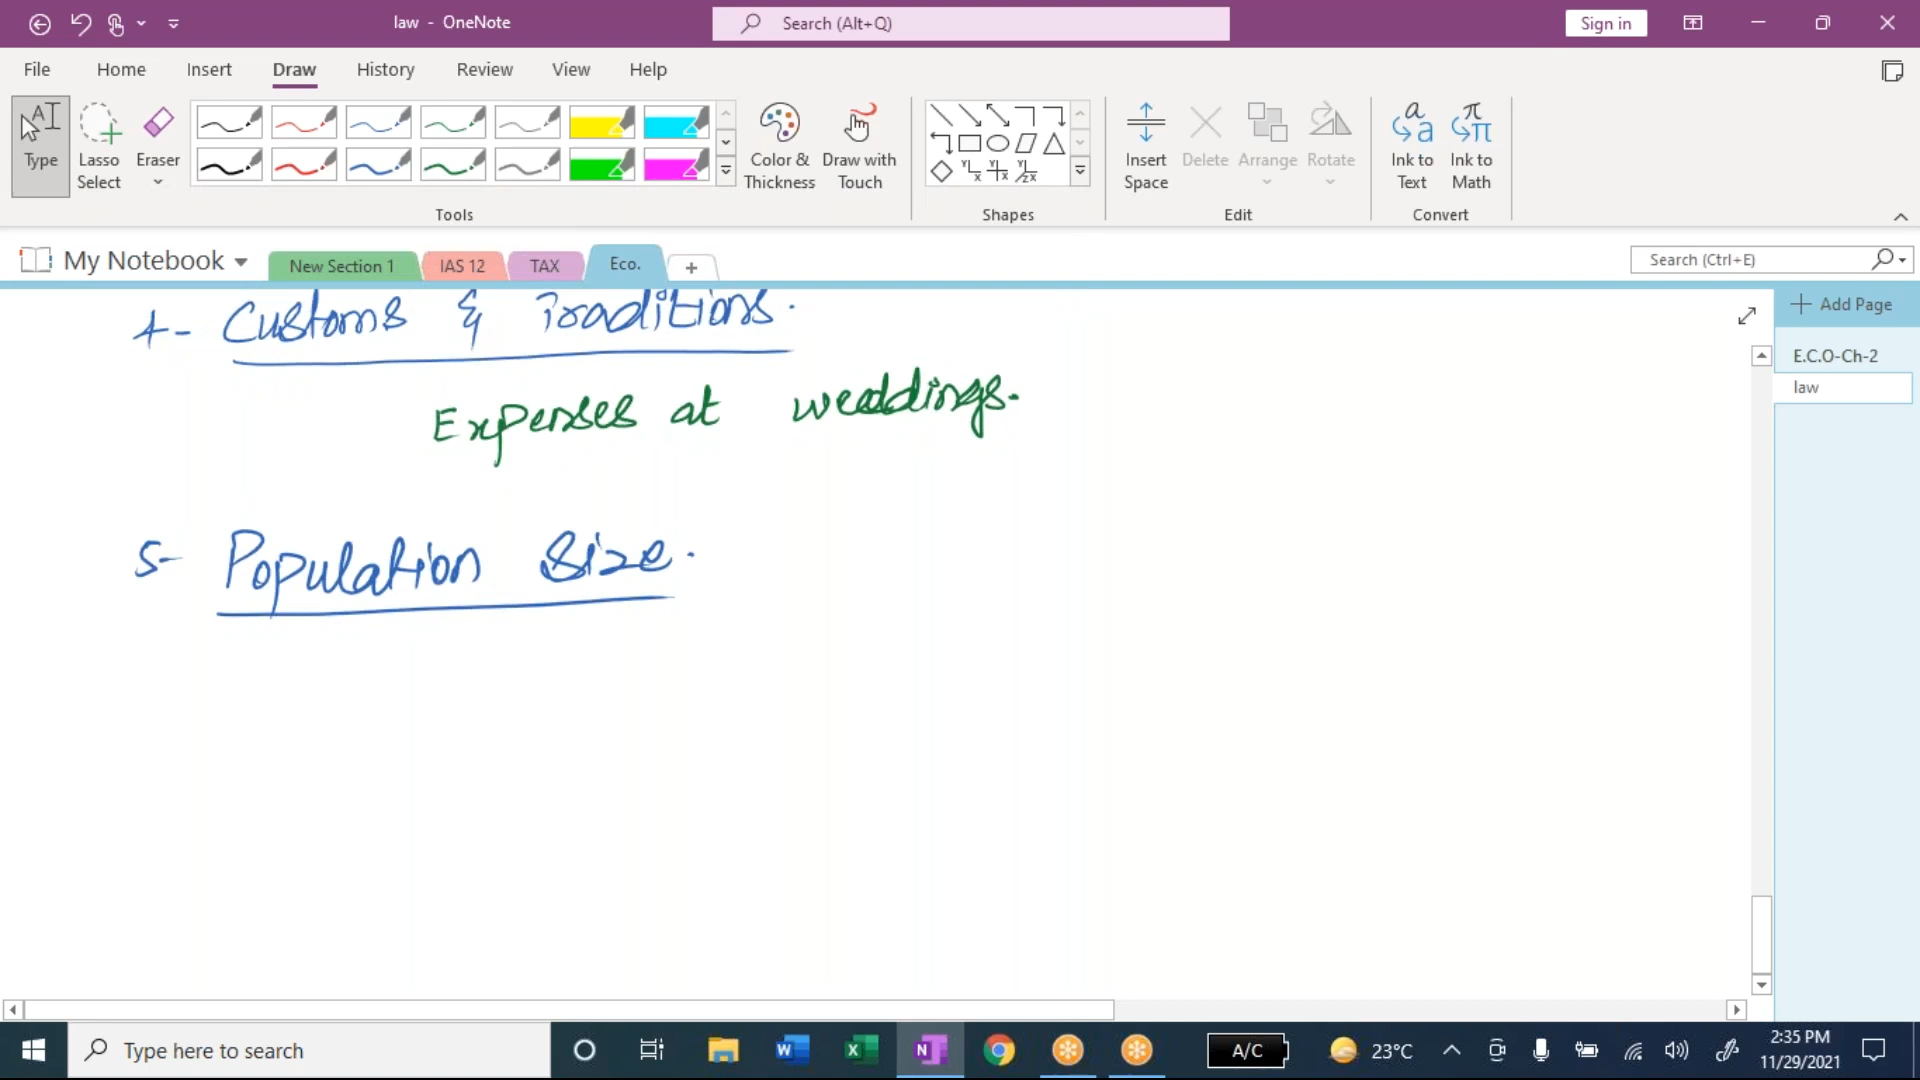 law - OneNote
Search (Alt+Q)
Sign in
File Home Insert Draw History Review View Help
Type
Lasso Select
Eraser
Color & Thickness
Draw with Touch
Insert Space
Delete
Arrange
Rotate
Ink to Text
Ink to Math
Tools
Shapes
Edit
Convert
My Notebook
New Section 1
IAS 12
TAX
Eco.
Search (Ctrl+E)
Add Page
E.C.O-Ch-2
law
4- Customs & Traditions.
Expenses at weddings.
5- Population Size.
Type here to search
A/C
23°C
2:35 PM
11/29/2021